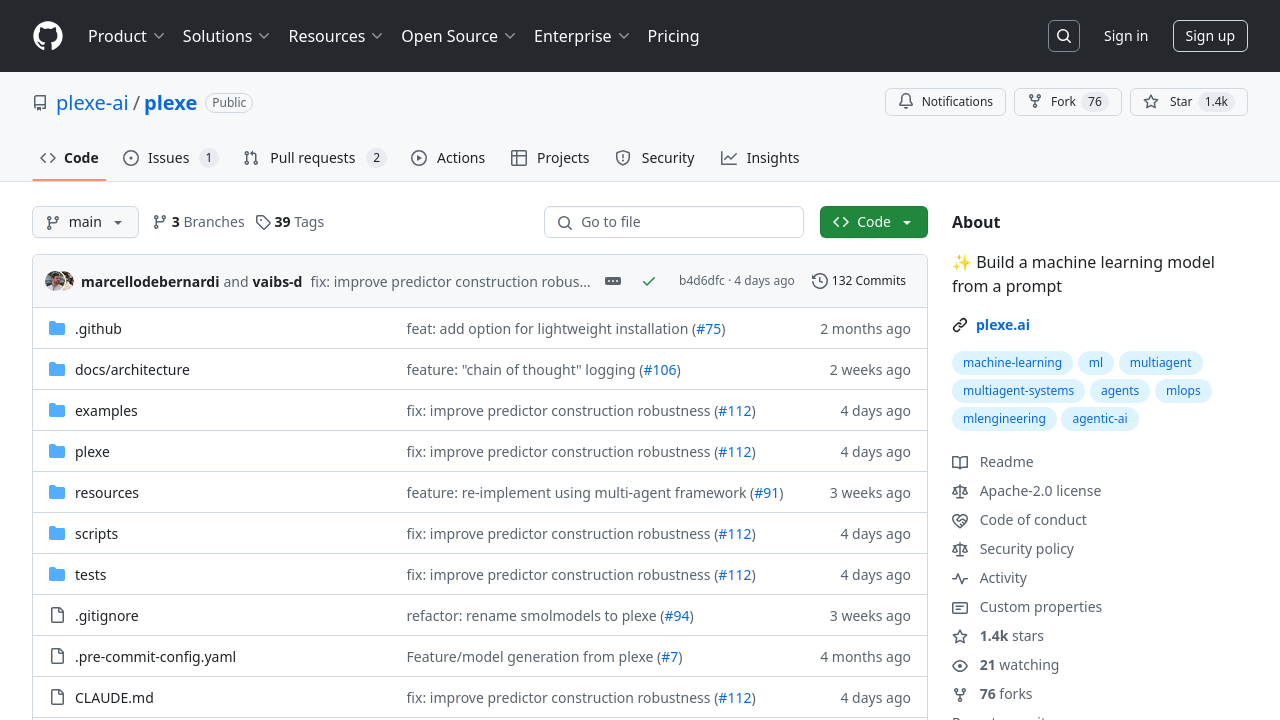 Product Solutions Resources Open Source Enterprise Pricing Sign in Sign up
plexe-ai / plexe Public Notifications Fork 76 Star 1.4k
Code Issues 1 Pull requests 2 Actions Projects Security Insights
main 3 Branches 39 Tags Go to file Code
marcellodebernardi and vaibs-d fix: improve predictor construction robus... b4d6dfc · 4 days ago 132 Commits
.github feat: add option for lightweight installation (#75) 2 months ago
docs/architecture feature: "chain of thought" logging (#106) 2 weeks ago
examples fix: improve predictor construction robustness (#112) 4 days ago
plexe fix: improve predictor construction robustness (#112) 4 days ago
resources feature: re-implement using multi-agent framework (#91) 3 weeks ago
scripts fix: improve predictor construction robustness (#112) 4 days ago
tests fix: improve predictor construction robustness (#112) 4 days ago
.gitignore refactor: rename smolmodels to plexe (#94) 3 weeks ago
.pre-commit-config.yaml Feature/model generation from plexe (#7) 4 months ago
CLAUDE.md fix: improve predictor construction robustness (#112) 4 days ago
About
✨ Build a machine learning model
from a prompt
plexe.ai
machine-learning ml multiagent
multiagent-systems agents mlops
mlengineering agentic-ai
Readme
Apache-2.0 license
Code of conduct
Security policy
Activity
Custom properties
1.4k stars
21 watching
76 forks